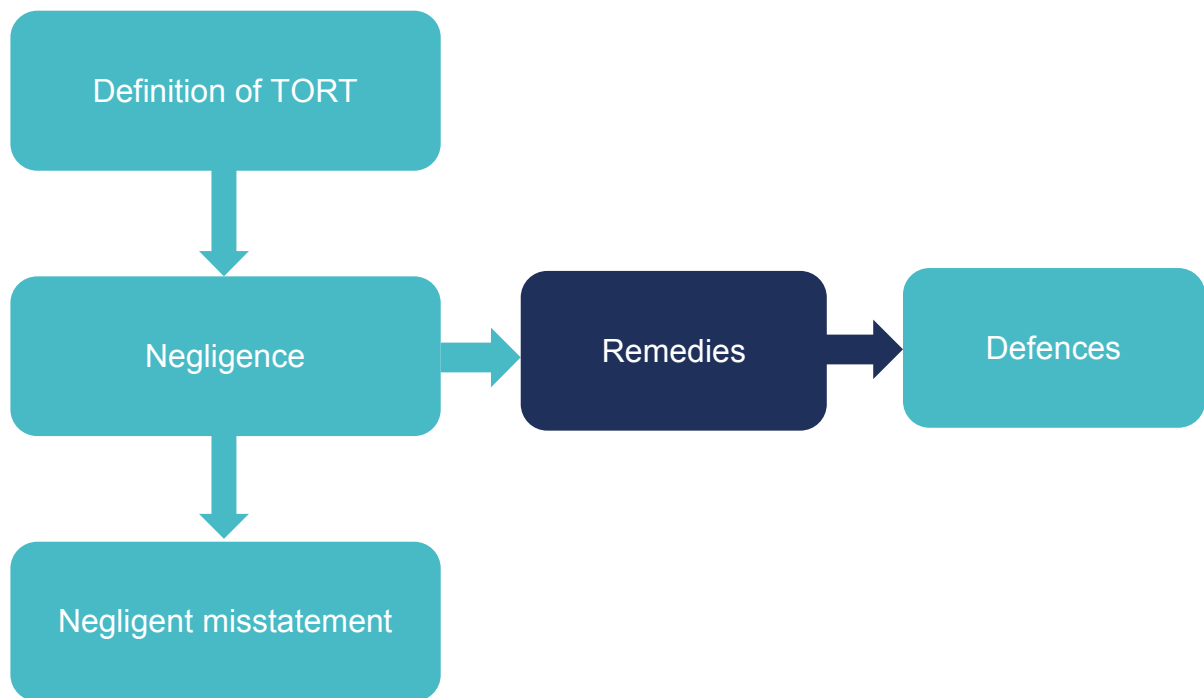 Definition of TORT
Negligence
Remedies
Defences
Negligent misstatement